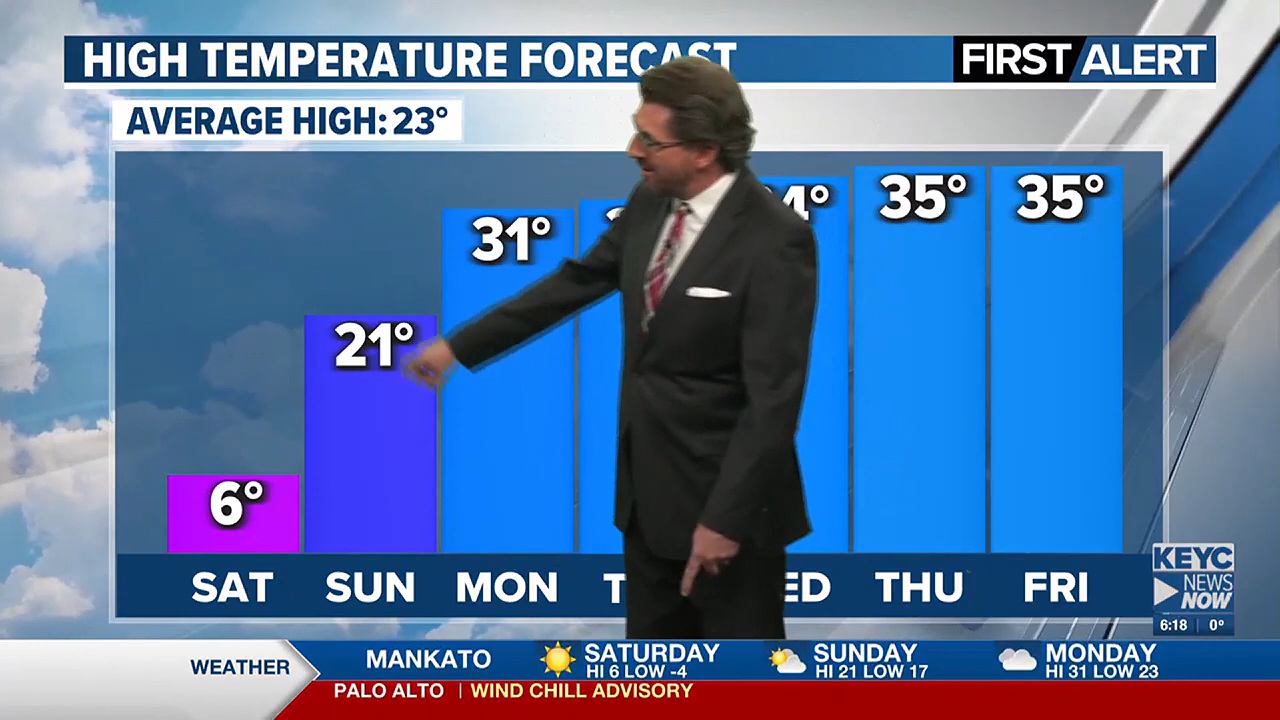 HIGH TEMPERATURE FORECAST
FIRST ALERT
AVERAGE HIGH: 23°
6°
21°
31°
35°
35°
SAT
SUN
MON
THU
FRI
KEYC
NEWS
NOW
6:18 0°
WEATHER
MANKATO
SATURDAY
HI 6 LOW -4
SUNDAY
HI 21 LOW 17
MONDAY
HI 31 LOW 23
PALO ALTO | WIND CHILL ADVISORY